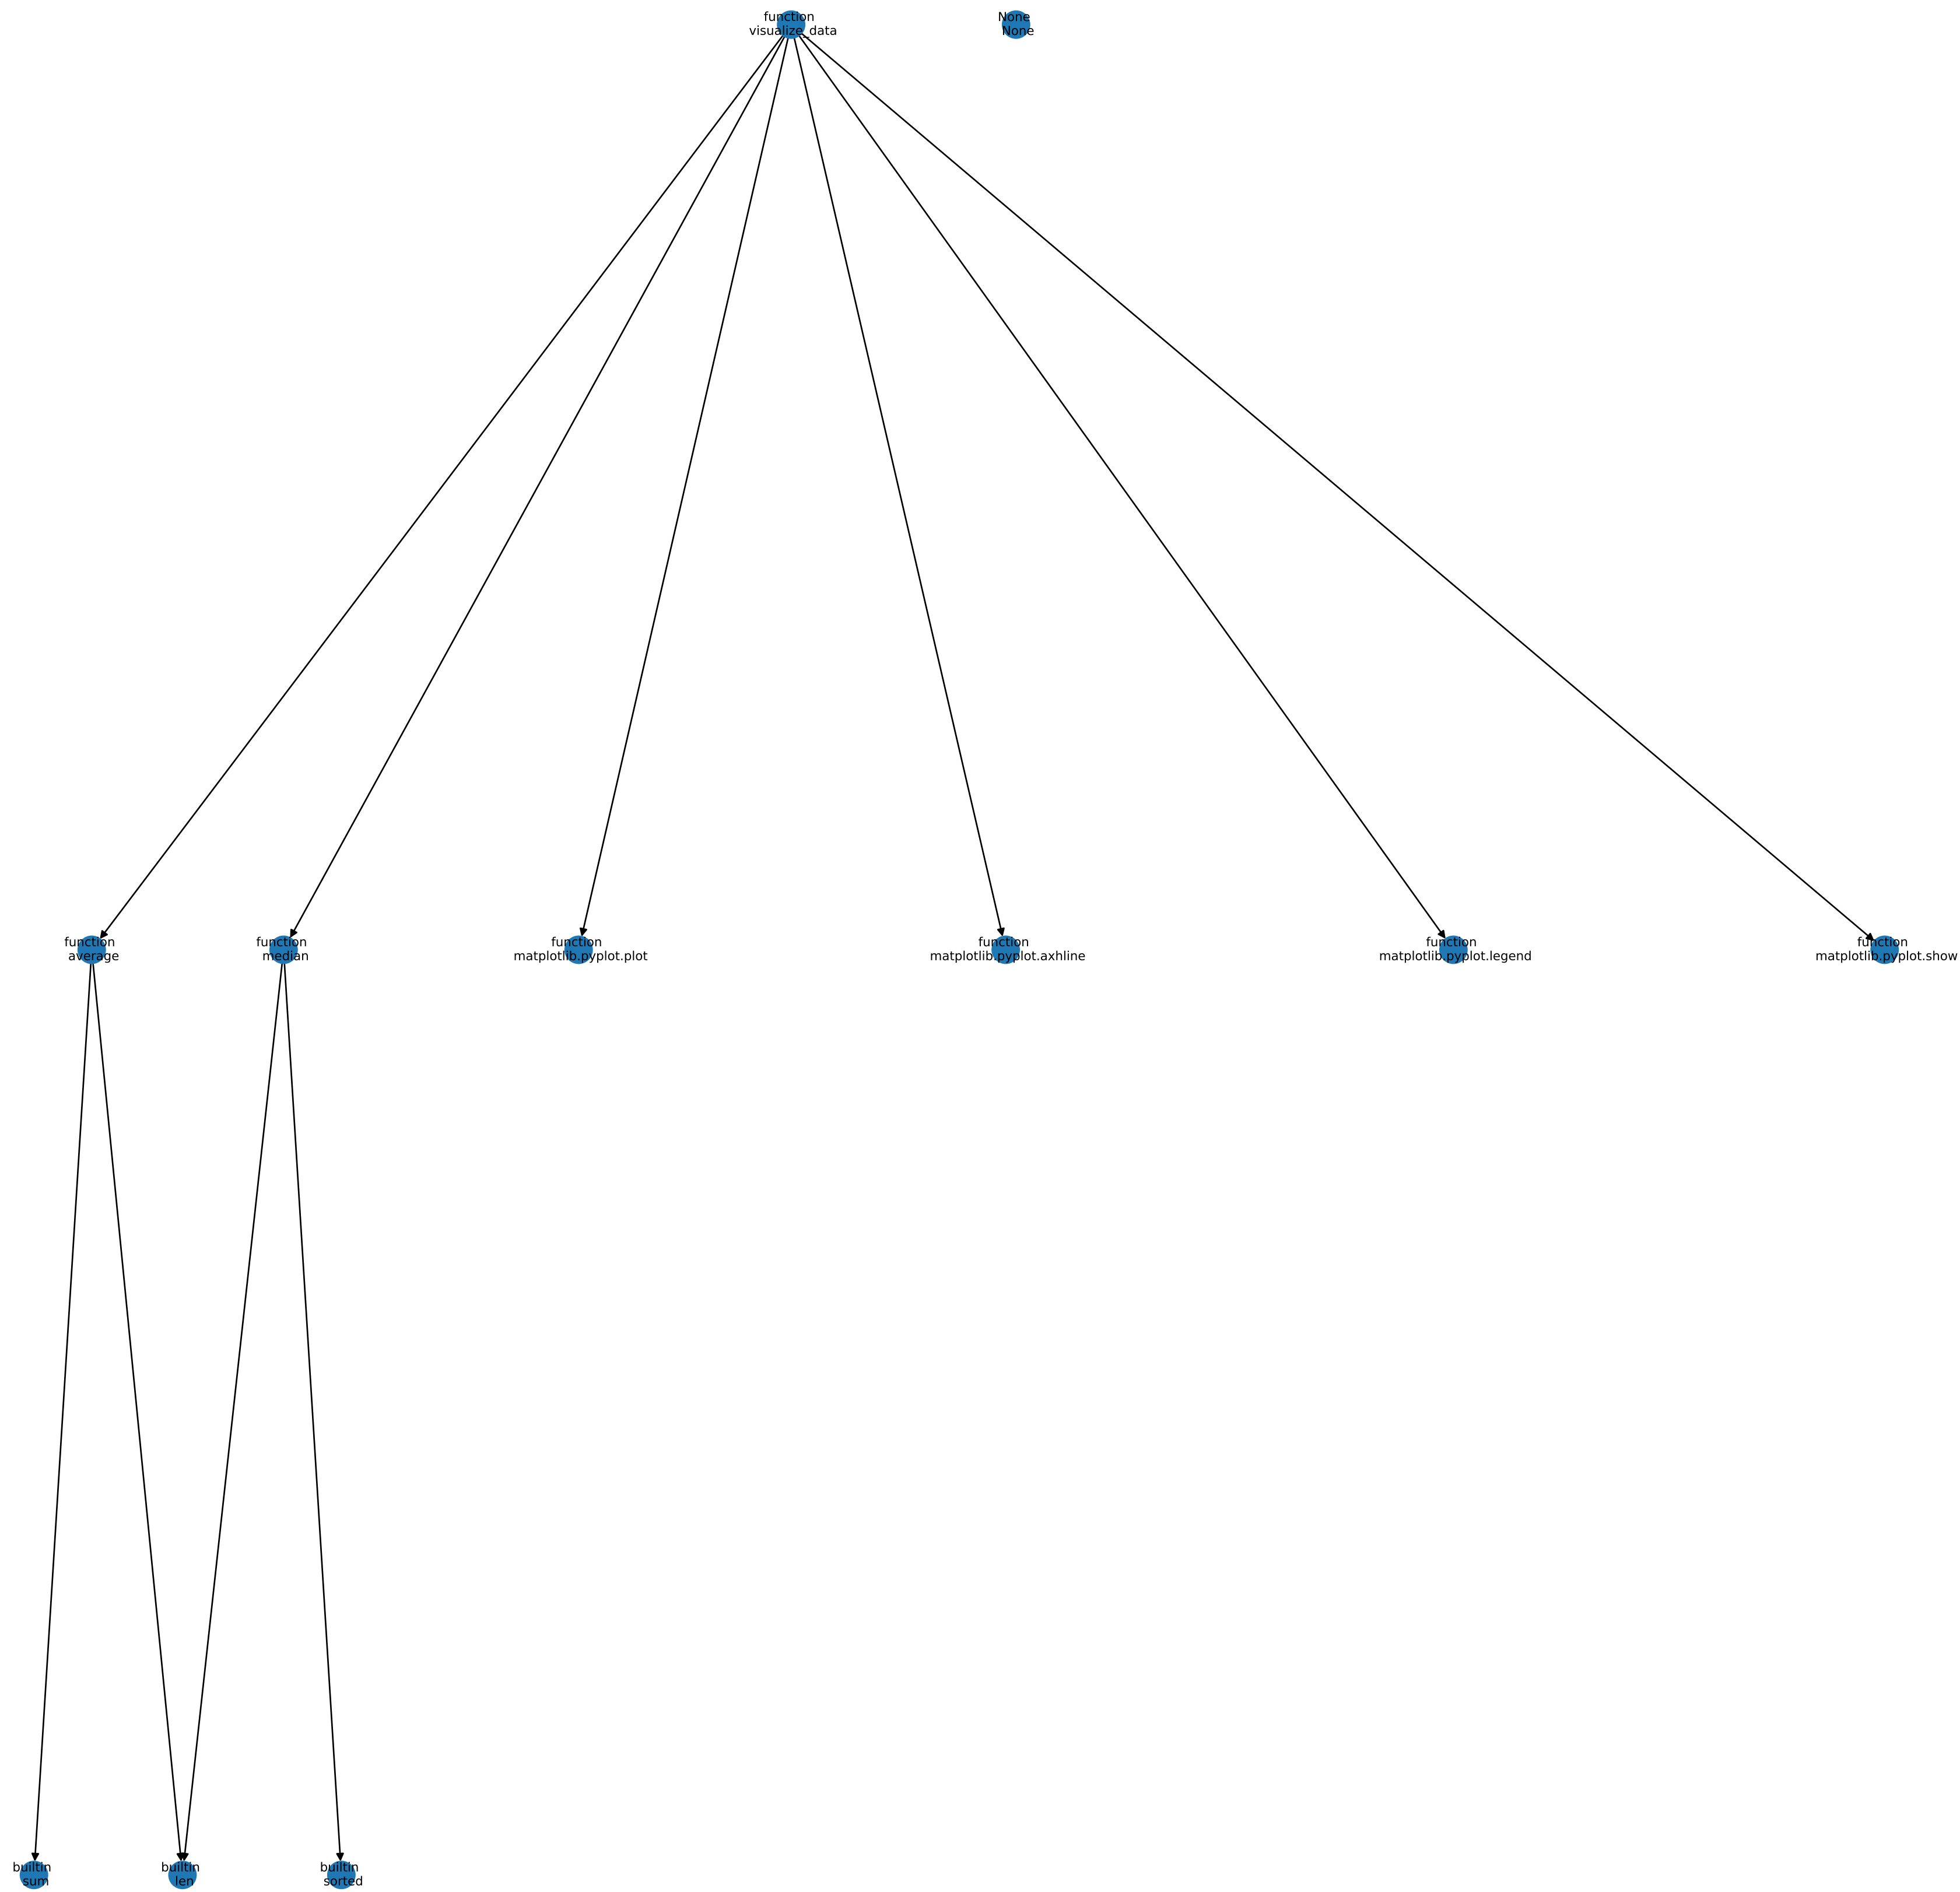 function
visualize_data
None
None
function
average
function
median
function
matplotlib.pyplot.plot
function
matplotlib.pyplot.axhline
function
matplotlib.pyplot.legend
function
matplotlib.pyplot.show
builtin
sum
builtin
len
builtin
sorted